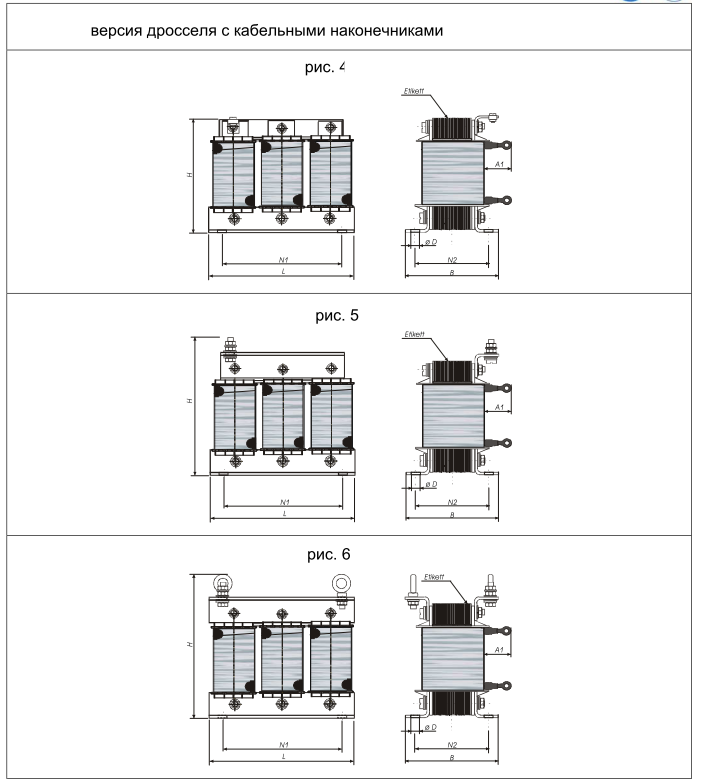 версия дросселя с кабельными наконечниками
рис. 4
Etikett
H
A1
N1
L
ø D
N2
B
рис. 5
Etikett
H
A1
N1
L
ø D
N2
B
рис. 6
Etikett
H
A1
N1
L
ø D
N2
B